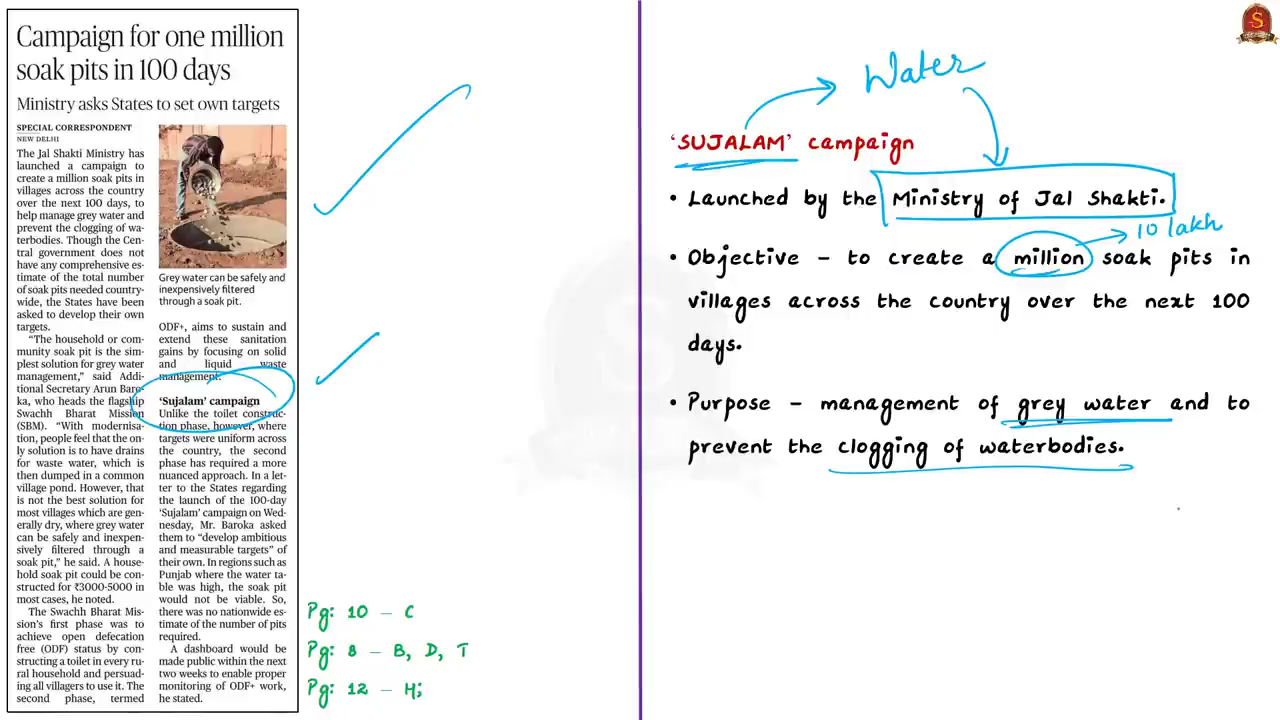 Campaign for one million
soak pits in 100 days
Ministry asks States to set own targets
SPECIAL CORRESPONDENT
NEW DELHI
The Jal Shakti Ministry has
launched a campaign to
create a million soak pits in
villages across the country
over the next 100 days, to
help manage grey water and
prevent the clogging of wa-
terbodies. Though the Cen-
tral government does not
have any comprehensive es-
timate of the total number
of soak pits needed country-
wide, the States have been
asked to develop their own
targets.
"The household or com-
munity soak pit is the sim-
plest solution for grey water
management," said Addi-
tional Secretary Arun Baro-
ka, who heads the flagship
Swachh Bharat Mission
(SBM). "With modernisa-
tion, people feel that the on-
ly solution is to have drains
for waste water, which is
then dumped in a common
village pond. However, that
is not the best solution for
most villages which are gen-
erally dry, where grey water
can be safely and inexpen-
sively filtered through a
soak pit," he said. A house-
hold soak pit could be con-
structed for ₹3000-5000 in
most cases, he noted.
The Swachh Bharat Mis-
sion's first phase was to
achieve open defecation
free (ODF) status by con-
structing a toilet in every ru-
ral household and persuad-
ing all villagers to use it. The
second phase, termed
Grey water can be safely and
inexpensively filtered
through a soak pit.
ODF+, aims to sustain and
extend these sanitation
gains by focusing on solid
and liquid waste
management.
'Sujalam' campaign
Unlike the toilet construc-
tion phase, however, where
targets were uniform across
the country, the second
phase has required a more
nuanced approach. In a let-
ter to the States regarding
the launch of the 100-day
'Sujalam' campaign on Wed-
nesday, Mr. Baroka asked
them to "develop ambitious
and measurable targets" of
their own. In regions such as
Punjab where the water ta-
ble was high, the soak pit
would not be viable. So,
there was no nationwide es-
timate of the number of pits
required.
A dashboard would be
made public within the next
two weeks to enable proper
monitoring of ODF+ work,
he stated.
Pg: 10 - C
Pg: 8 - B, D, T
Pg: 12 - H;
Water
'SUJALAM' campaign
• Launched by the Ministry of Jal Shakti.
10 lakh
• Objective - to create a million soak pits in
villages across the country over the next 100
days.
• Purpose - management of grey water and to
prevent the clogging of waterbodies.